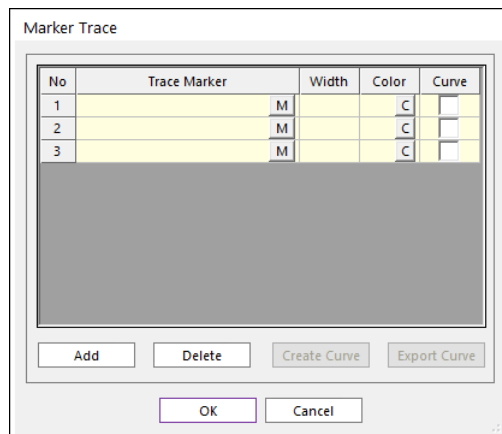 Marker Trace
No Trace Marker Width Color Curve
1 M C
2 M C
3 M C
Add Delete Create Curve Export Curve
OK Cancel